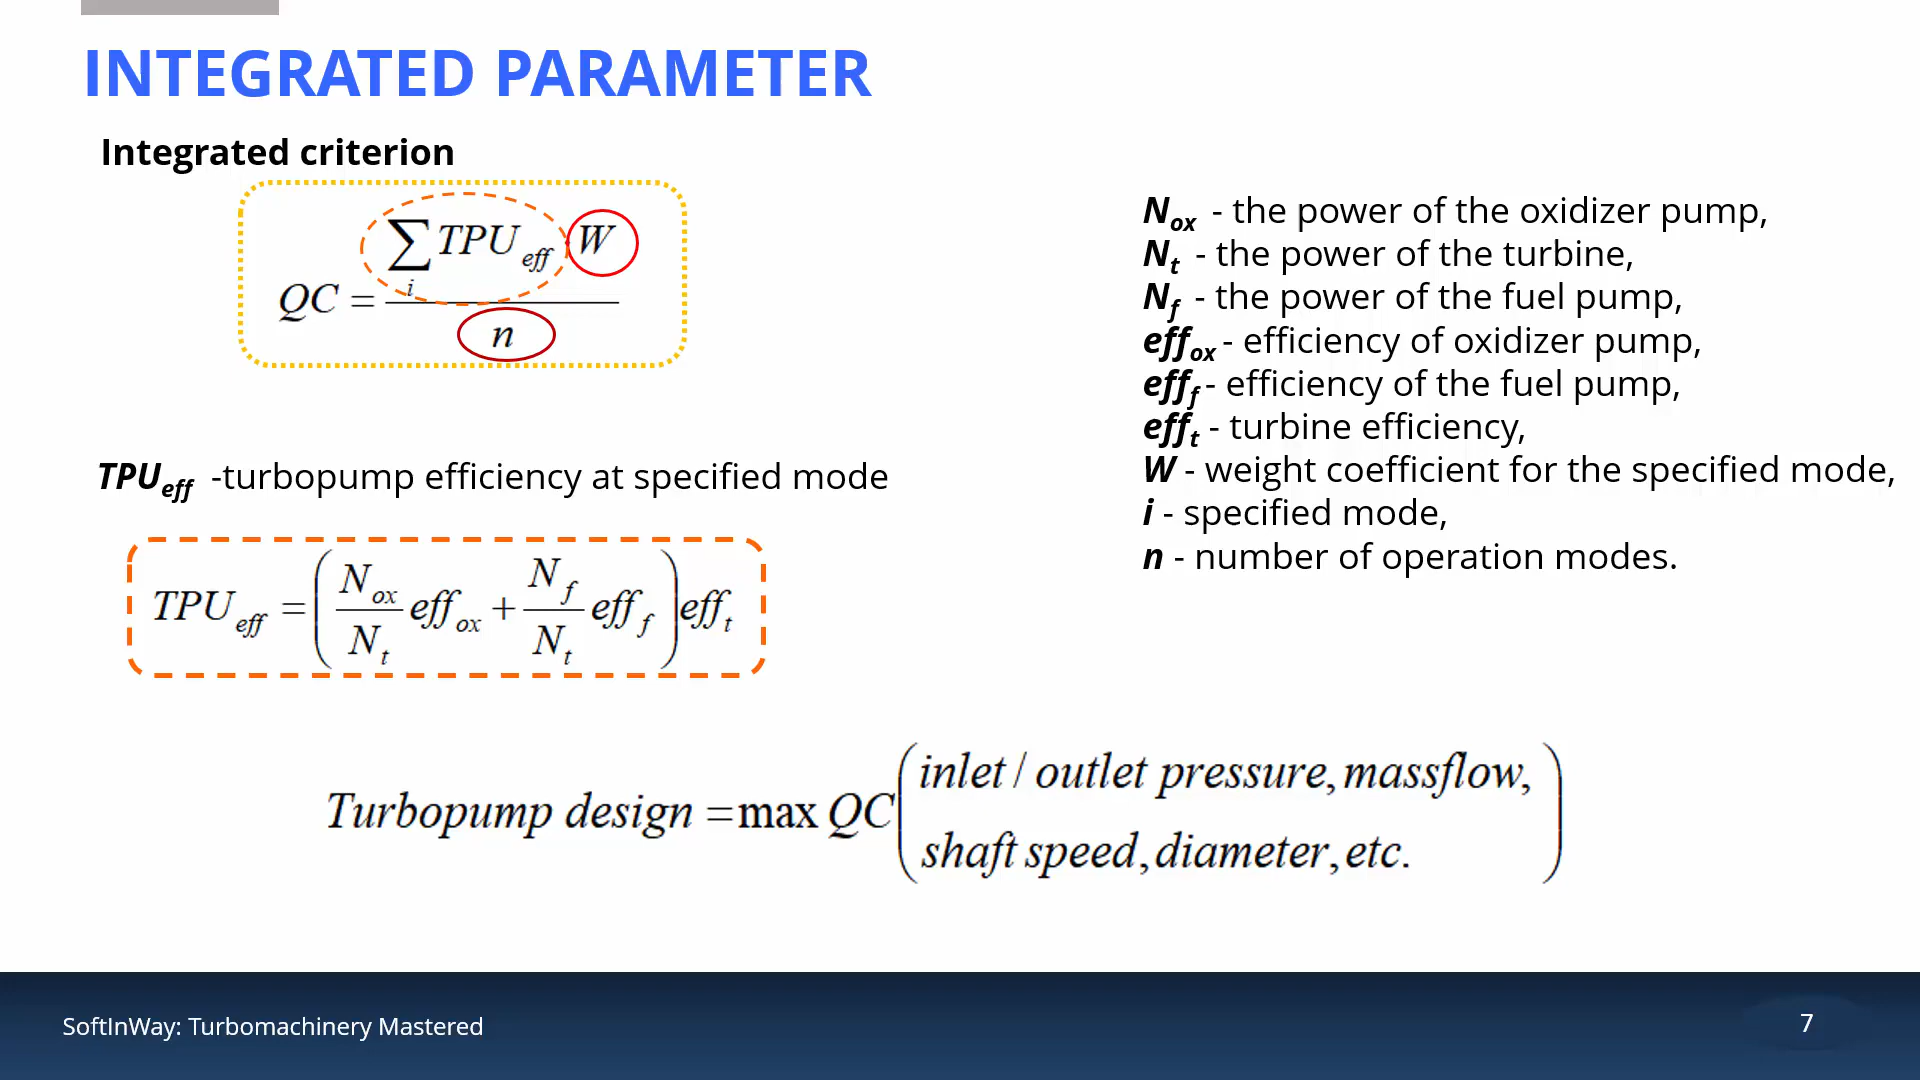 INTEGRATED PARAMETER
Integrated criterion
QC = ∑_i TPU_eff W / n
TPU_eff -turbopump efficiency at specified mode
TPU_eff = (N_ox / N_t eff_ox + N_f / N_t eff_f) eff_t
N_ox - the power of the oxidizer pump,
N_t - the power of the turbine,
N_f - the power of the fuel pump,
eff_ox - efficiency of oxidizer pump,
eff_f - efficiency of the fuel pump,
eff_t - turbine efficiency,
W - weight coefficient for the specified mode,
i - specified mode,
n - number of operation modes.
Turbopump design = max QC (inlet / outlet pressure, massflow,
shaft speed, diameter, etc.)
SoftInWay: Turbomachinery Mastered
7